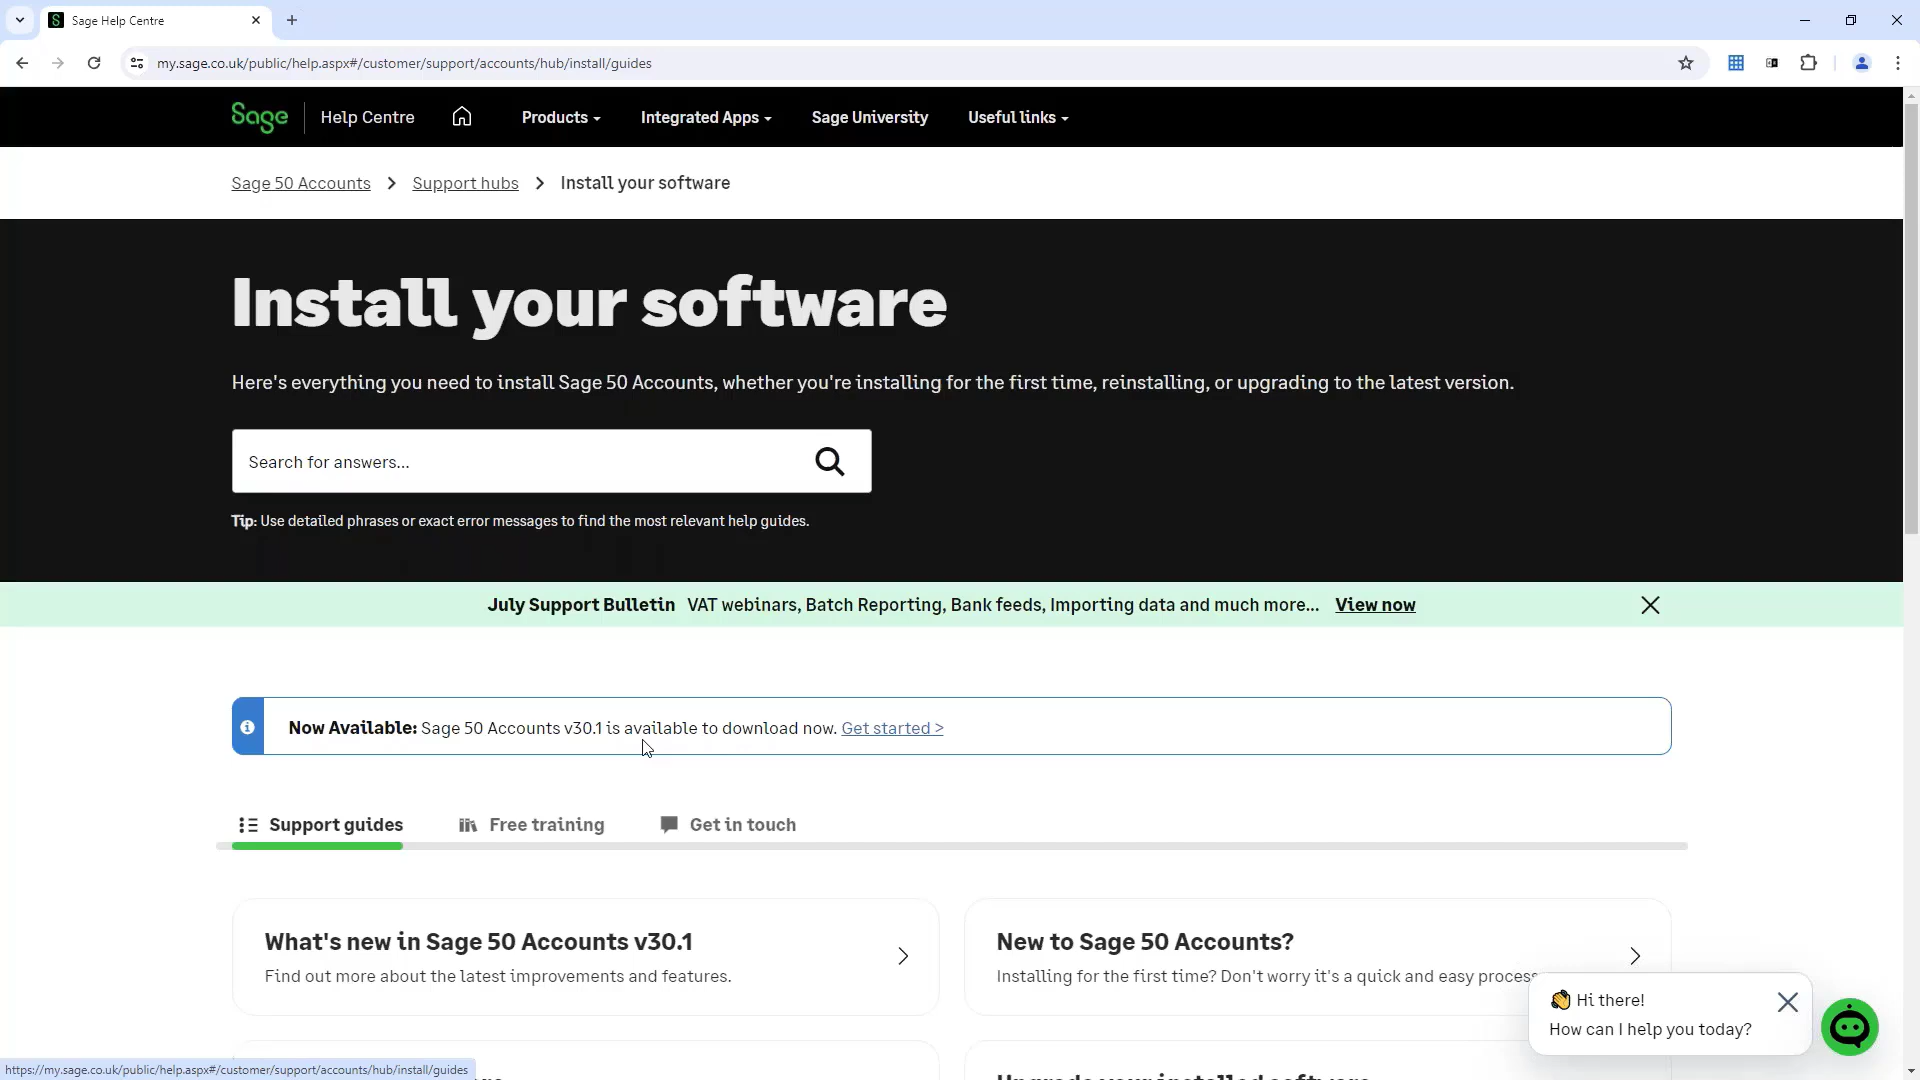 Sage Help Centre
my.sage.co.uk/public/help.aspx#/customer/support/accounts/hub/install/guides
Sage
Help Centre
Products
Integrated Apps
Sage University
Useful links
Sage 50 Accounts > Support hubs > Install your software
Install your software
Here's everything you need to install Sage 50 Accounts, whether you're installing for the first time, reinstalling, or upgrading to the latest version.
Search for answers...
Tip: Use detailed phrases or exact error messages to find the most relevant help guides.
July Support Bulletin VAT webinars, Batch Reporting, Bank feeds, Importing data and much more... View now
Now Available: Sage 50 Accounts v30.1 is available to download now. Get started >
Support guides
Free training
Get in touch
What's new in Sage 50 Accounts v30.1
Find out more about the latest improvements and features.
New to Sage 50 Accounts?
Installing for the first time? Don't worry it's a quick and easy process
👋 Hi there!
How can I help you today?
Upgrade your installed software
https://my.sage.co.uk/public/help.aspx#/customer/support/accounts/hub/install/guides